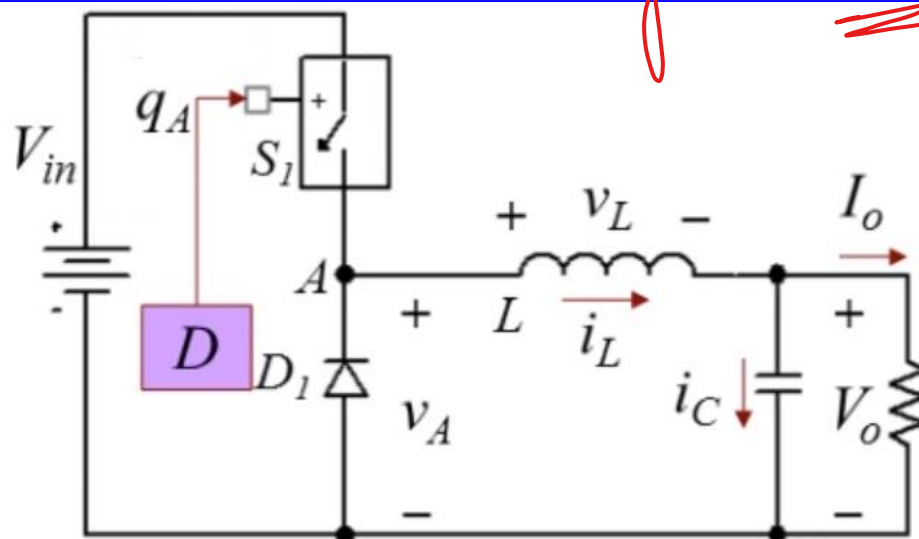 q_A
V_in
+
-
+
S_1
D
A
D_1
+
v_A
−
+ v_L −
L
i_L
i_C
I_o
+
V_o
−